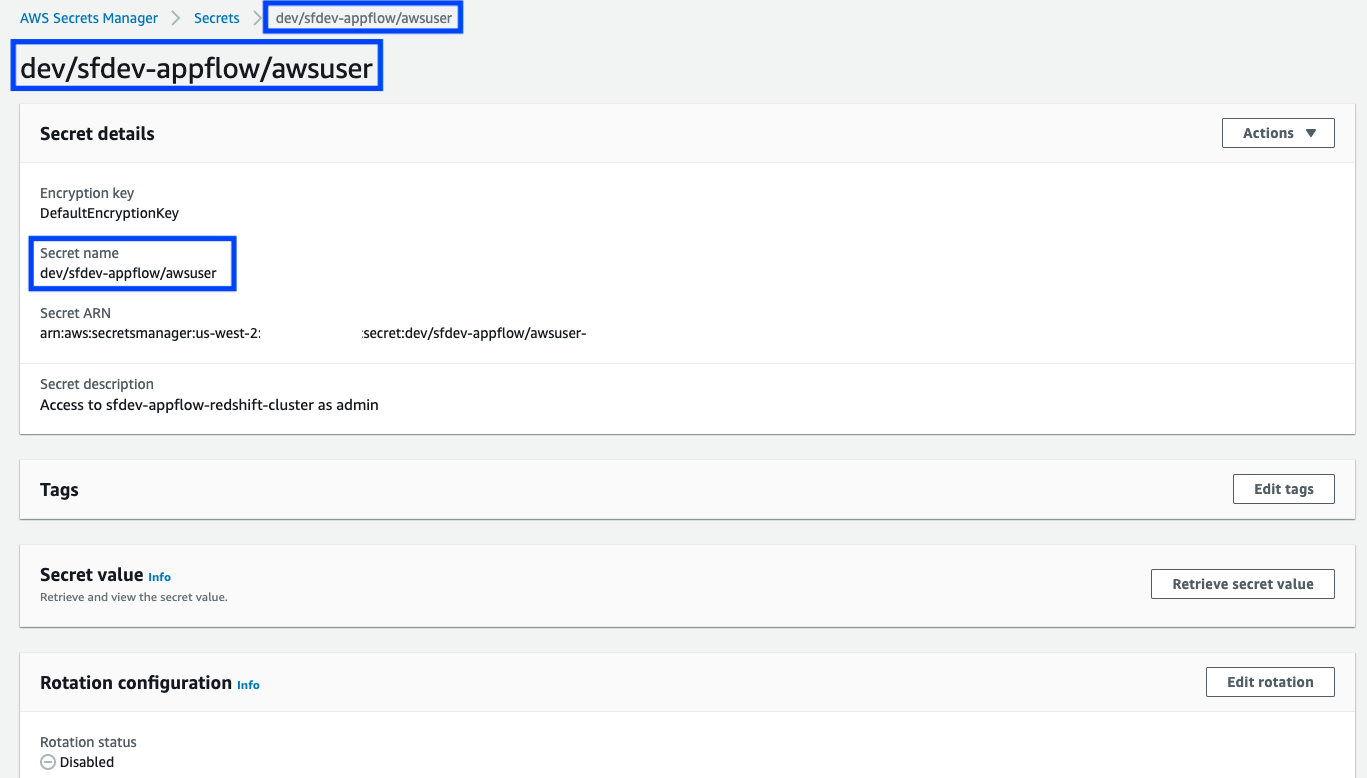 AWS Secrets Manager > Secrets > dev/sfdev-appflow/awsuser
dev/sfdev-appflow/awsuser
Secret details
Actions ▼
Encryption key
DefaultEncryptionKey
Secret name
dev/sfdev-appflow/awsuser
Secret ARN
arn:aws:secretsmanager:us-west-2: :secret:dev/sfdev-appflow/awsuser-
Secret description
Access to sfdev-appflow-redshift-cluster as admin
Tags
Edit tags
Secret value Info
Retrieve and view the secret value.
Retrieve secret value
Rotation configuration Info
Edit rotation
Rotation status
Disabled